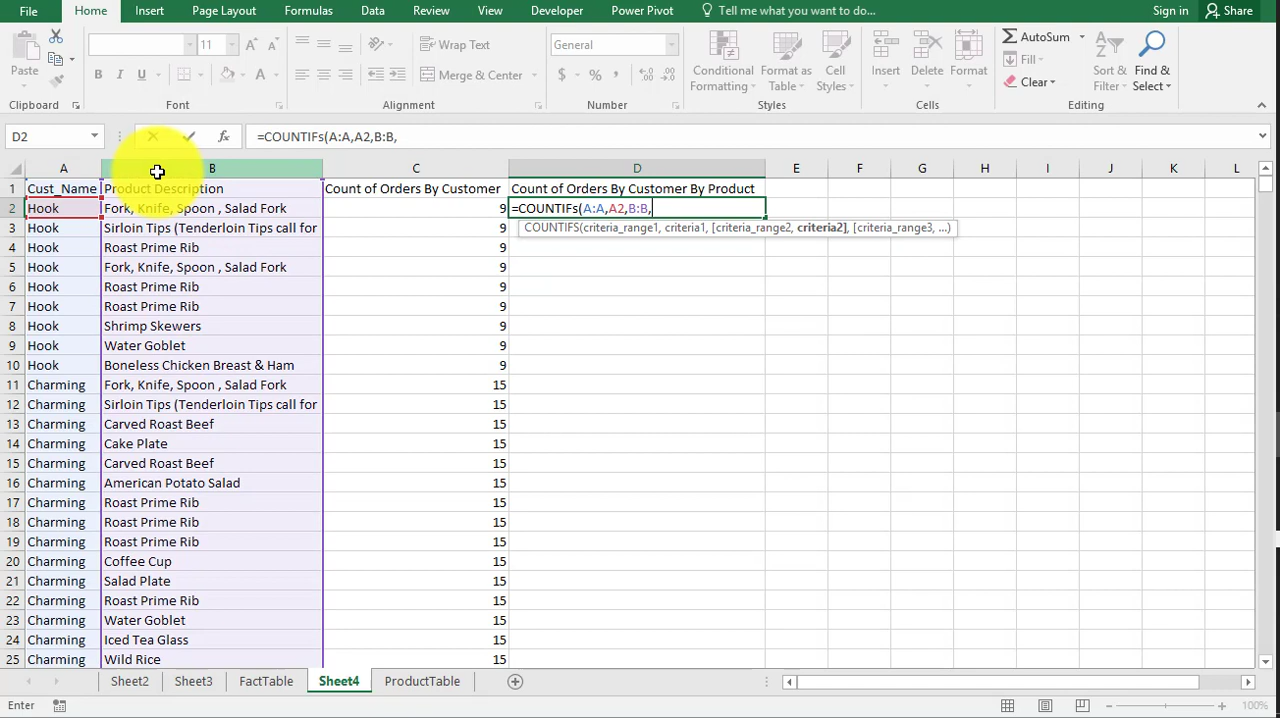 File Home Insert Page Layout Formulas Data Review View Developer Power Pivot Tell me what you want to do... Sign in Share
Paste
11 A A
Wrap Text
General
Conditional Formatting
Format as Table
Cell Styles
Insert
Delete
Format
AutoSum
Fill
Clear
Sort & Filter
Find & Select
B I U A
Merge & Center
$ % ,
Clipboard Font Alignment Number Styles Cells Editing
D2 fx =COUNTIFS(A:A,A2,B:B,
A B C D E F G H I J K L
1 Cust_Name Product Description Count of Orders By Customer Count of Orders By Customer By Product
2 Hook Fork, Knife, Spoon , Salad Fork 9 =COUNTIFs(A:A,A2,B:B,
COUNTIFS(criteria_range1, criteria1, [criteria_range2, criteria2], [criteria_range3, ...)
3 Hook Sirloin Tips (Tenderloin Tips call for 9
4 Hook Roast Prime Rib 9
5 Hook Fork, Knife, Spoon , Salad Fork 9
6 Hook Roast Prime Rib 9
7 Hook Roast Prime Rib 9
8 Hook Shrimp Skewers 9
9 Hook Water Goblet 9
10 Hook Boneless Chicken Breast & Ham 9
11 Charming Fork, Knife, Spoon , Salad Fork 15
12 Charming Sirloin Tips (Tenderloin Tips call for 15
13 Charming Carved Roast Beef 15
14 Charming Cake Plate 15
15 Charming Carved Roast Beef 15
16 Charming American Potato Salad 15
17 Charming Roast Prime Rib 15
18 Charming Roast Prime Rib 15
19 Charming Roast Prime Rib 15
20 Charming Coffee Cup 15
21 Charming Salad Plate 15
22 Charming Roast Prime Rib 15
23 Charming Water Goblet 15
24 Charming Iced Tea Glass 15
25 Charming Wild Rice 15
Sheet2 Sheet3 FactTable Sheet4 ProductTable
Enter 100%